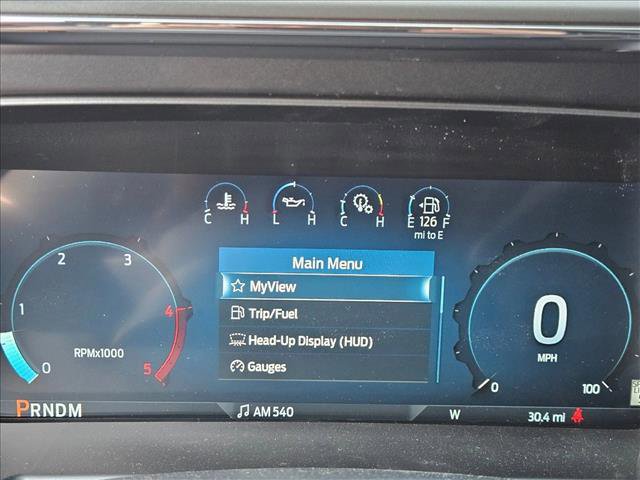 C H
L H
C H
E 126 F
mi to E
Main Menu
MyView
Trip/Fuel
Head-Up Display (HUD)
Gauges
0
1
2
3
4
5
RPMx1000
0
MPH
0
100
PRNDM
AM 540
W
30.4 mi